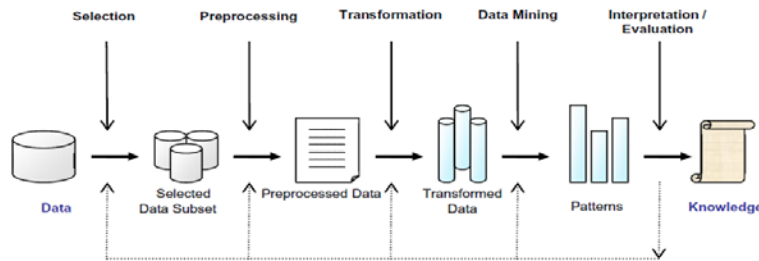 Selection
Preprocessing
Transformation
Data Mining
Interpretation /
Evaluation
Data
Selected
Data Subset
Preprocessed Data
Transformed
Data
Patterns
Knowledge